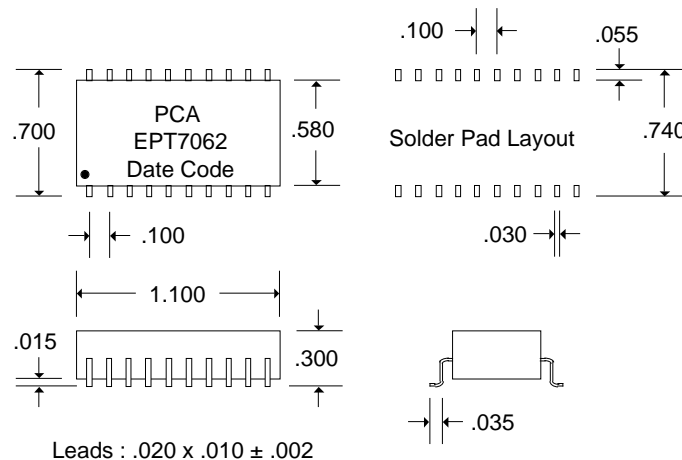 .100
.055
.700
PCA
EPT7062
Date Code
.580
Solder Pad Layout
.740
.100
.030
1.100
.015
.300
.035
Leads : .020 x .010 ± .002